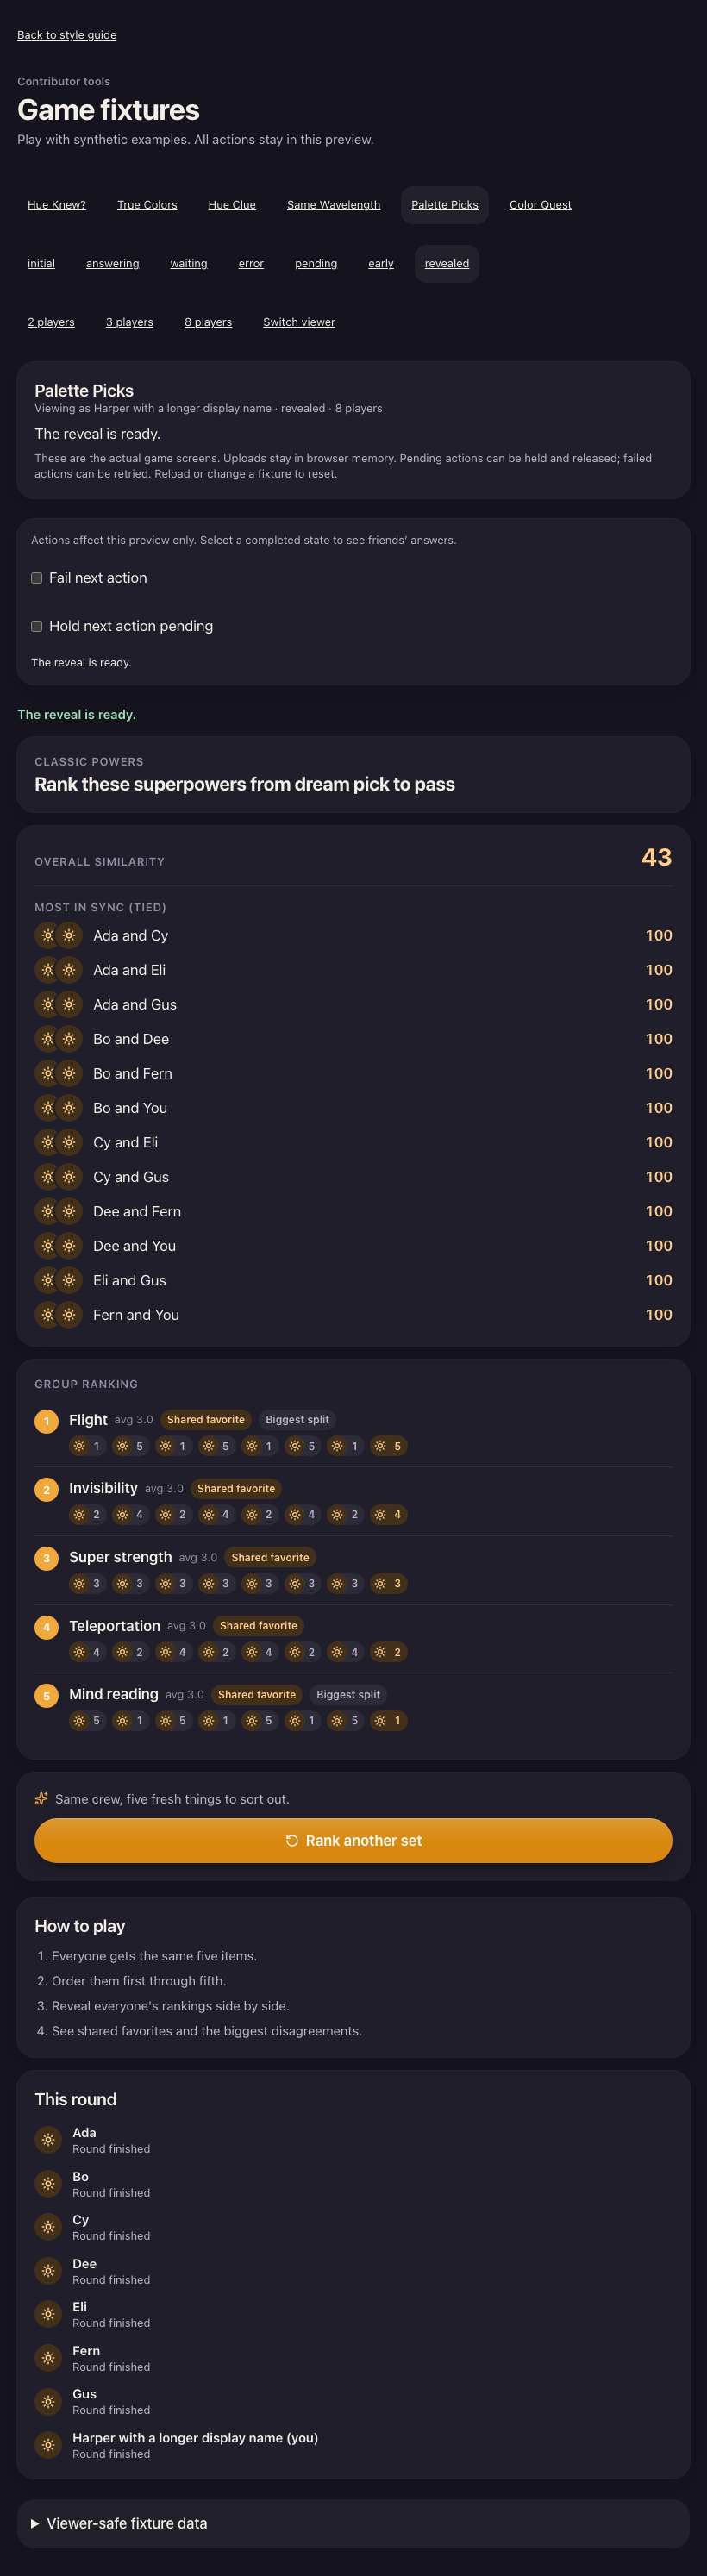 Back to style guide
Contributor tools
Game fixtures
Play with synthetic examples. All actions stay in this preview.
Hue Knew? True Colors Hue Clue Same Wavelength Palette Picks Color Quest
initial answering waiting error pending early revealed
2 players 3 players 8 players Switch viewer
Palette Picks
Viewing as Harper with a longer display name · revealed · 8 players
The reveal is ready.
These are the actual game screens. Uploads stay in browser memory. Pending actions can be held and released; failed
actions can be retried. Reload or change a fixture to reset.
Actions affect this preview only. Select a completed state to see friends’ answers.
Fail next action
Hold next action pending
The reveal is ready.
The reveal is ready.
CLASSIC POWERS
Rank these superpowers from dream pick to pass
OVERALL SIMILARITY 43
MOST IN SYNC (TIED)
Ada and Cy 100
Ada and Eli 100
Ada and Gus 100
Bo and Dee 100
Bo and Fern 100
Bo and You 100
Cy and Eli 100
Cy and Gus 100
Dee and Fern 100
Dee and You 100
Eli and Gus 100
Fern and You 100
GROUP RANKING
1 Flight avg 3.0 Shared favorite Biggest split
1 5 1 5 1 5 1 5
2 Invisibility avg 3.0 Shared favorite
2 4 2 4 2 4 2 4
3 Super strength avg 3.0 Shared favorite
3 3 3 3 3 3 3 3
4 Teleportation avg 3.0 Shared favorite
4 2 4 2 4 2 4 2
5 Mind reading avg 3.0 Shared favorite Biggest split
5 1 5 1 5 1 5 1
Same crew, five fresh things to sort out.
Rank another set
How to play
1. Everyone gets the same five items.
2. Order them first through fifth.
3. Reveal everyone's rankings side by side.
4. See shared favorites and the biggest disagreements.
This round
Ada
Round finished
Bo
Round finished
Cy
Round finished
Dee
Round finished
Eli
Round finished
Fern
Round finished
Gus
Round finished
Harper with a longer display name (you)
Round finished
Viewer-safe fixture data